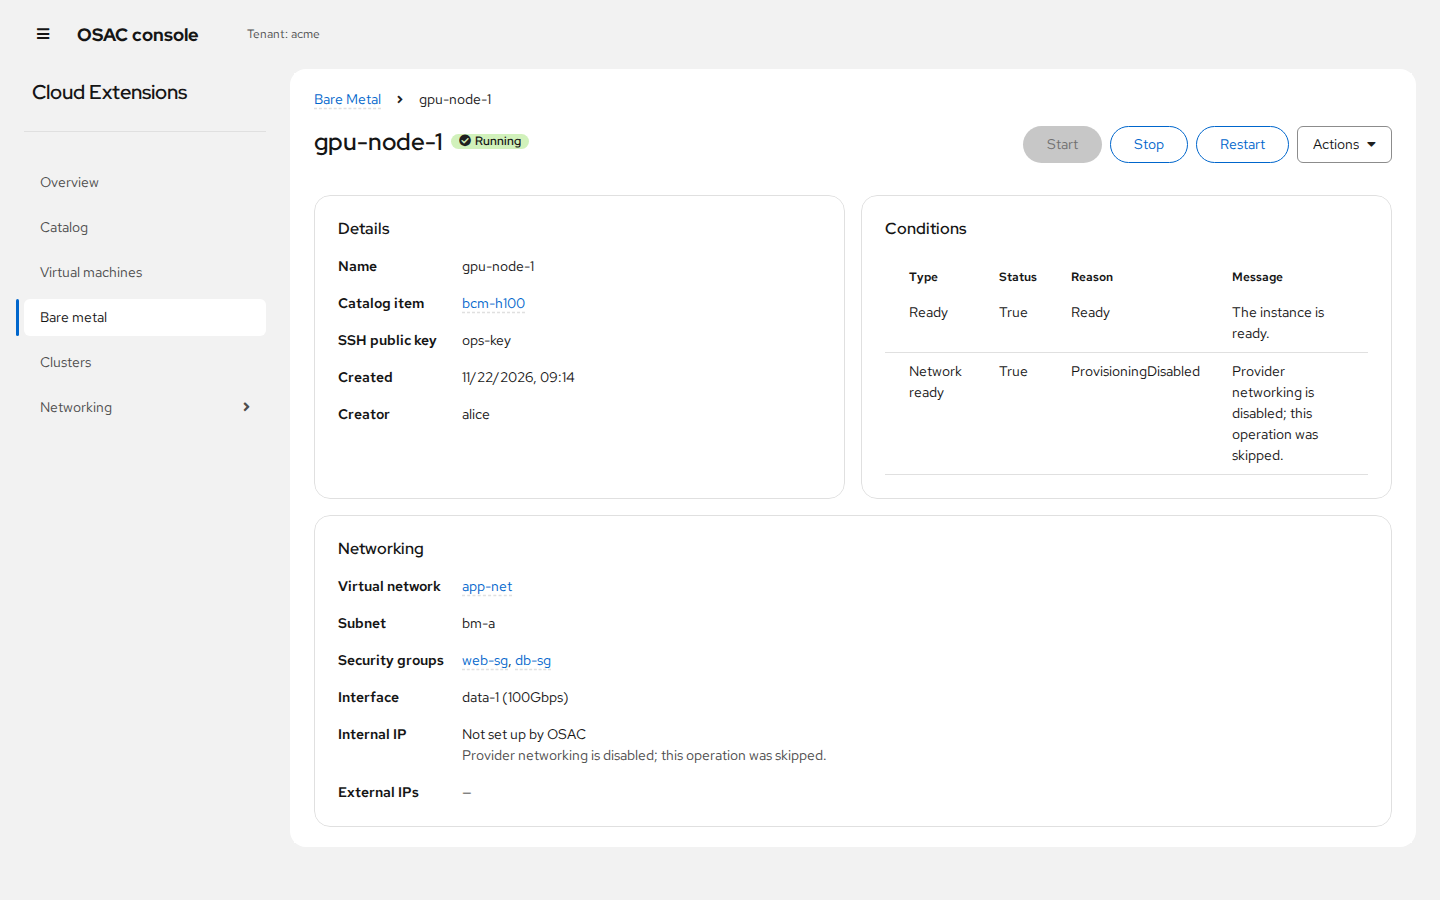 OSAC console
Tenant: acme
Cloud Extensions
Overview
Catalog
Virtual machines
Bare metal
Clusters
Networking
Bare Metal > gpu-node-1
gpu-node-1 Running
Start Stop Restart Actions
Details
Name gpu-node-1
Catalog item bcm-h100
SSH public key ops-key
Created 11/22/2026, 09:14
Creator alice
Conditions
Type Status Reason Message
Ready True Ready The instance is
ready.
Network True ProvisioningDisabled Provider
ready networking is
disabled; this
operation was
skipped.
Networking
Virtual network app-net
Subnet bm-a
Security groups web-sg, db-sg
Interface data-1 (100Gbps)
Internal IP Not set up by OSAC
Provider networking is disabled; this operation was skipped.
External IPs –